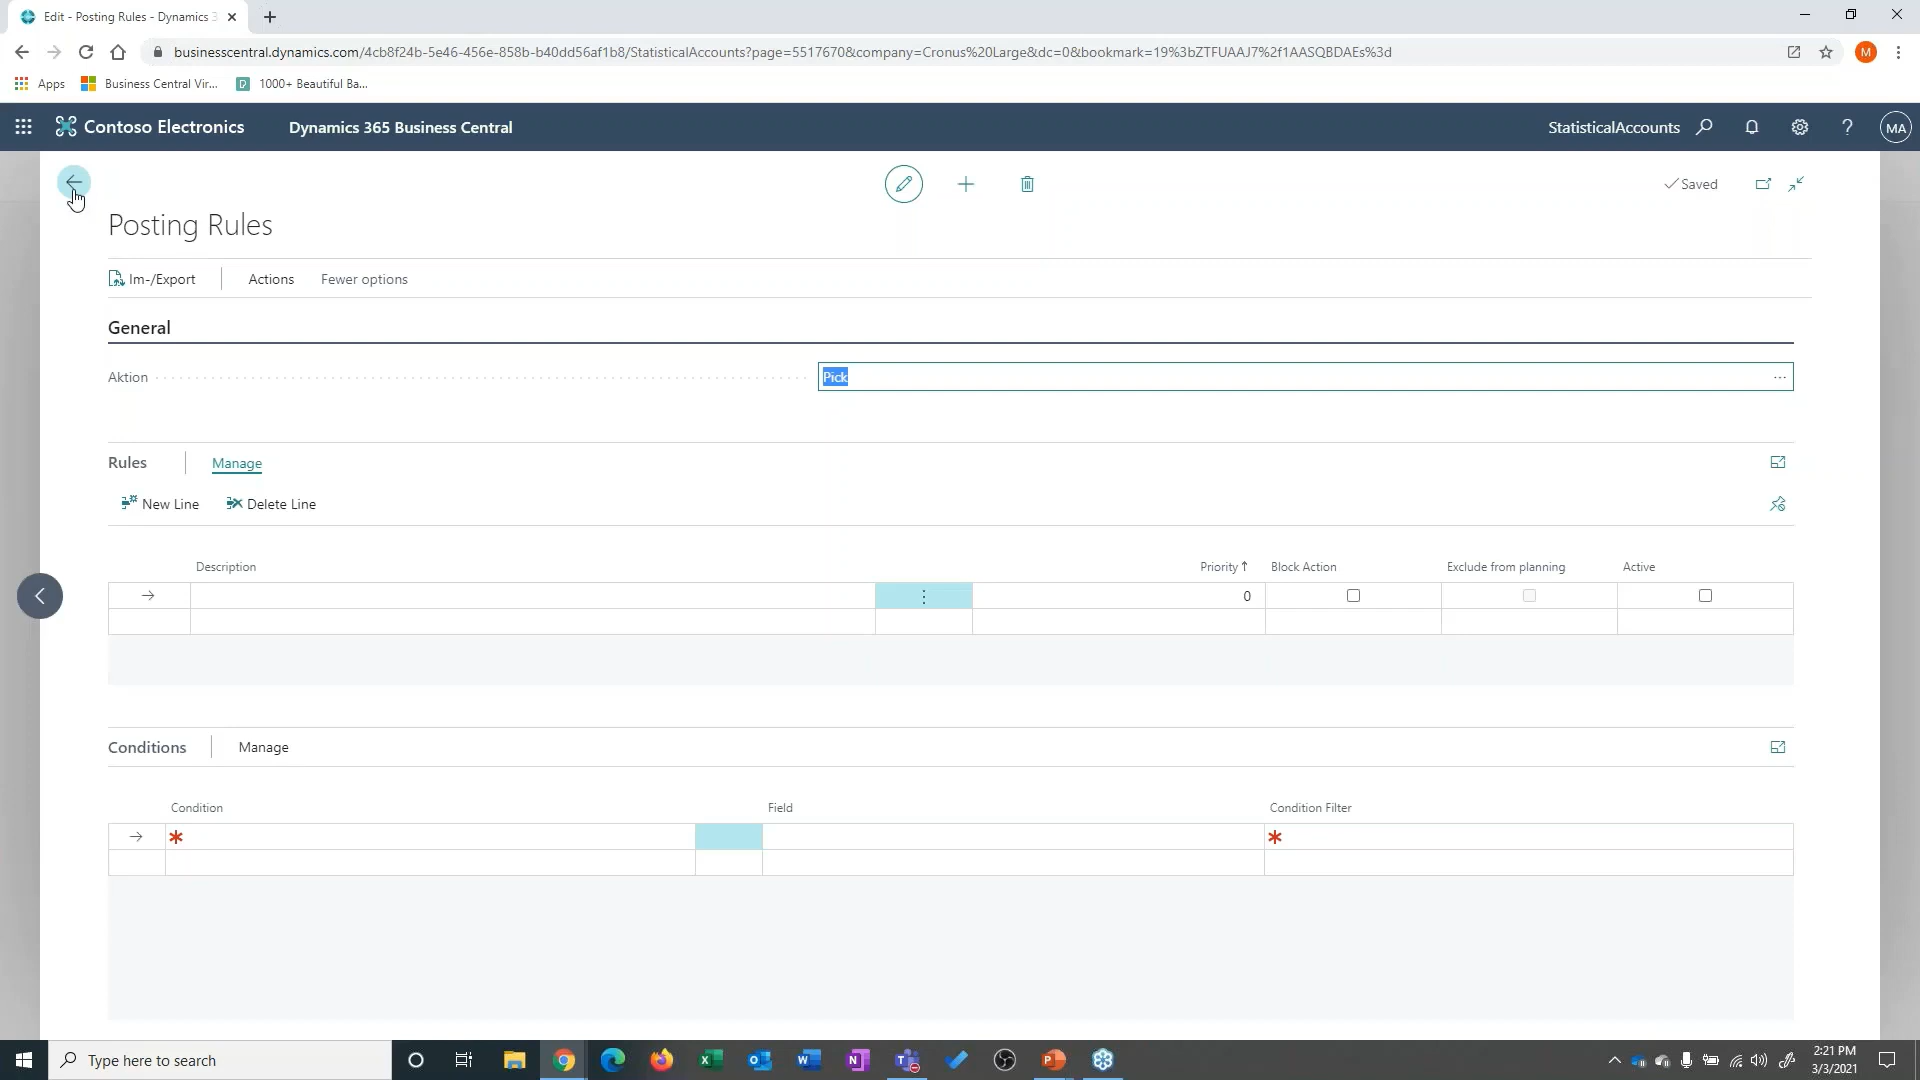 Edit - Posting Rules - Dynamics 3
businesscentral.dynamics.com/4cb8f24b-5e46-456e-858b-b40dd56af1b8/StatisticalAccounts?page=5517670&company=Cronus%20Large&dc=0&bookmark=19%3bZTFUAAJ7%2f1AASQBDAEs%3d
M
Apps
Business Central Vir...
1000+ Beautiful Ba...
Contoso Electronics
Dynamics 365 Business Central
StatisticalAccounts
MA
Saved
Posting Rules
Im-/Export
Actions
Fewer options
General
Aktion
Pick
Rules
Manage
New Line
Delete Line
Description
Priority↑
Block Action
Exclude from planning
Active
0
Conditions
Manage
Condition
Field
Condition Filter
Type here to search
2:21 PM
3/3/2021